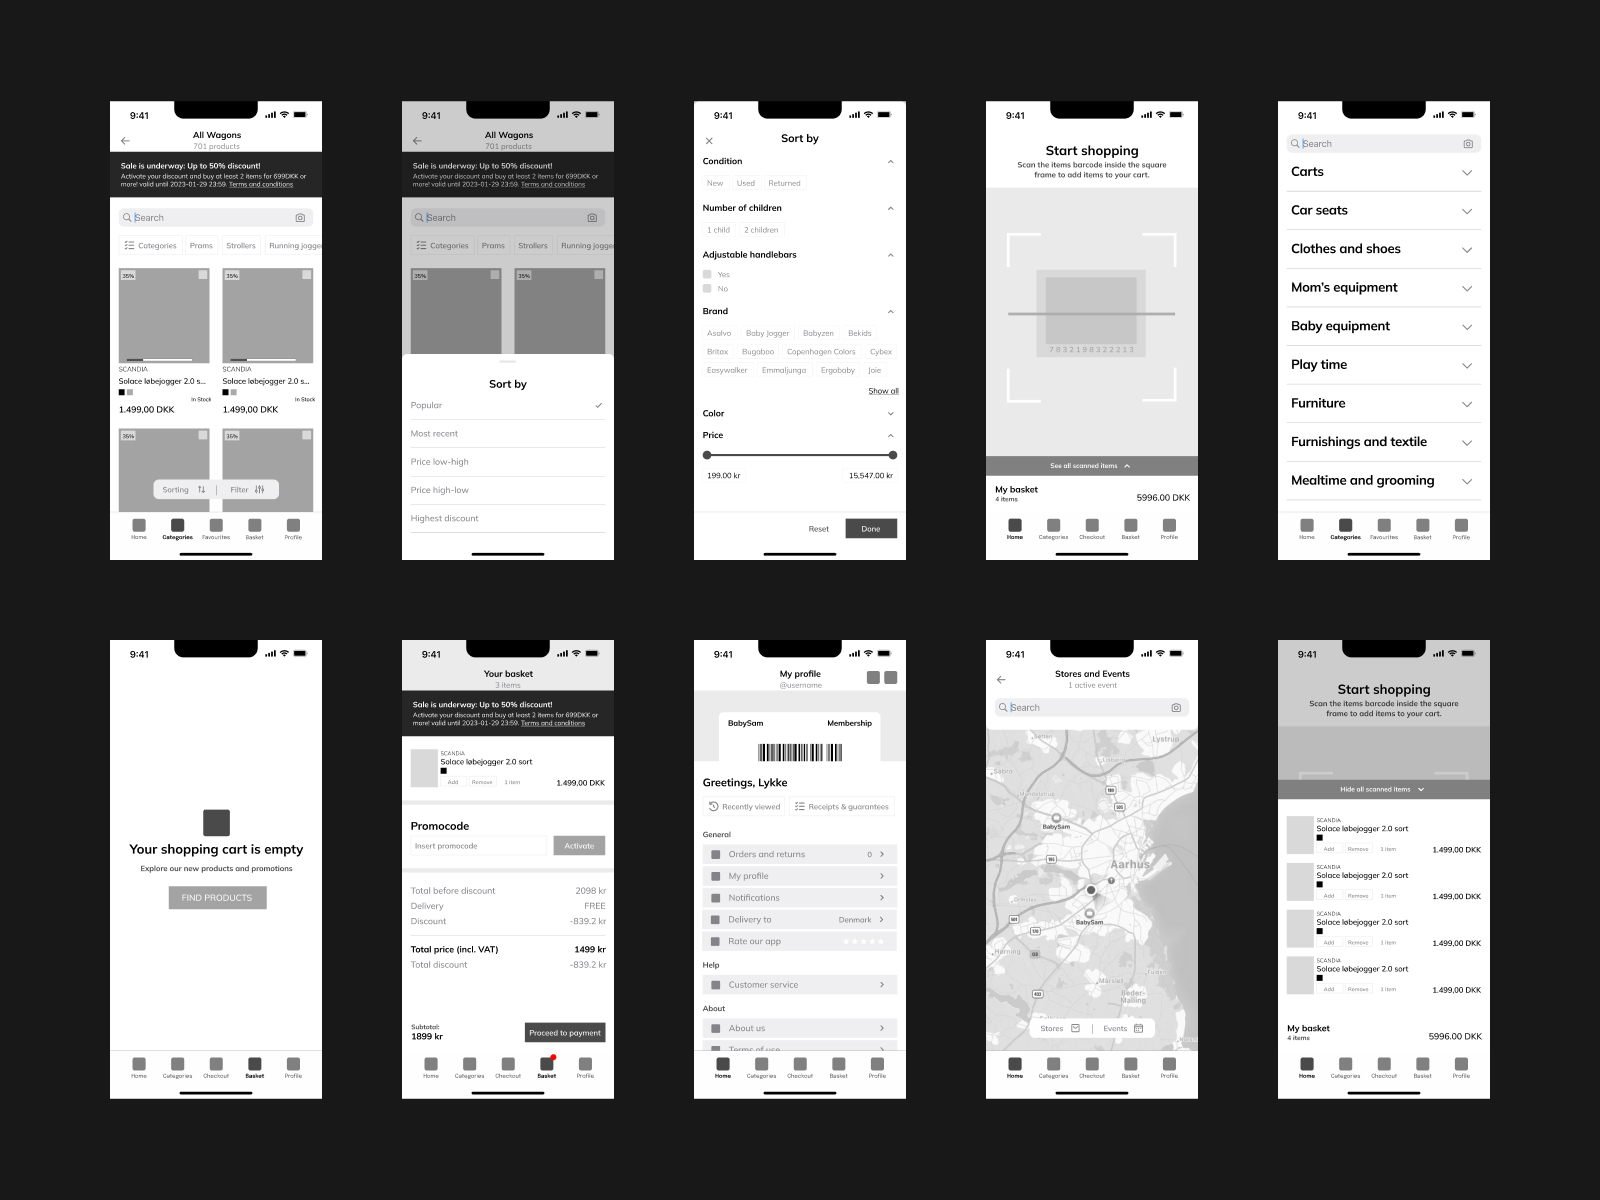 9:41
All Wagons
701 products
Sale is underway: Up to 50% discount!
Activate your discount and buy at least 2 items for 699DKK or
more! valid until 2023-01-29 23:59. Terms and conditions
Search
Categories Prams Strollers Running jogger
35% 35%
SCANDIA SCANDIA
Solace løbejogger 2.0 s... Solace løbejogger 2.0 s...
In Stock In Stock
1.499,00 DKK 1.499,00 DKK
35% 35%
Sorting Filter
Home Categories Favourites Basket Profile
9:41
All Wagons
701 products
Sale is underway: Up to 50% discount!
Activate your discount and buy at least 2 items for 699DKK or
more! valid until 2023-01-29 23:59. Terms and conditions
Search
Categories Prams Strollers Running jogger
35% 35%
Sort by
Popular
Most recent
Price low-high
Price high-low
Highest discount
9:41
Sort by
Condition
New Used Returned
Number of children
1 child 2 children
Adjustable handlebars
Yes
No
Brand
Asalvo Baby Jogger Babyzen Bekids
Britax Bugaboo Copenhagen Colors Cybex
Easywalker Emmaljunga Ergobaby Joie
Show all
Color
Price
199.00 kr 15,547.00 kr
Reset Done
9:41
Start shopping
Scan the items barcode inside the square
frame to add items to your cart.
7832198322213
See all scanned items
My basket
4 items 5996.00 DKK
Home Categories Checkout Basket Profile
9:41
Search
Carts
Car seats
Clothes and shoes
Mom's equipment
Baby equipment
Play time
Furniture
Furnishings and textile
Mealtime and grooming
Home Categories Favourites Basket Profile
9:41
Your shopping cart is empty
Explore our new products and promotions
FIND PRODUCTS
Home Categories Checkout Basket Profile
9:41
Your basket
3 items
Sale is underway: Up to 50% discount!
Activate your discount and buy at least 2 items for 699DKK or
more! valid until 2023-01-29 23:59. Terms and conditions
SCANDIA
Solace løbejogger 2.0 sort
Add Remove 1 item 1.499,00 DKK
Promocode
Insert promocode Activate
Total before discount 2098 kr
Delivery FREE
Discount -839.2 kr
Total price (incl. VAT) 1499 kr
Total discount -839.2 kr
Subtotal:
1899 kr Proceed to payment
Home Categories Checkout Basket Profile
9:41
My profile
@username
BabySam Membership
Greetings, Lykke
Recently viewed Receipts & guarantees
General
Orders and returns 0
My profile
Notifications
Delivery to Denmark
Rate our app
Help
Customer service
About
About us
Terms of use
Home Categories Checkout Basket Profile
9:41
Stores and Events
1 active event
Search
Lystrup
Sabro
BabySam
Aarhus
BabySam
Hørning
Mårslet
Beder-
Malling
Stores Events
Home Categories Checkout Basket Profile
9:41
Start shopping
Scan the items barcode inside the square
frame to add items to your cart.
Hide all scanned items
SCANDIA
Solace løbejogger 2.0 sort
Add Remove 1 item 1.499,00 DKK
SCANDIA
Solace løbejogger 2.0 sort
Add Remove 1 item 1.499,00 DKK
SCANDIA
Solace løbejogger 2.0 sort
Add Remove 1 item 1.499,00 DKK
SCANDIA
Solace løbejogger 2.0 sort
Add Remove 1 item 1.499,00 DKK
My basket
4 items 5996.00 DKK
Home Categories Checkout Basket Profile